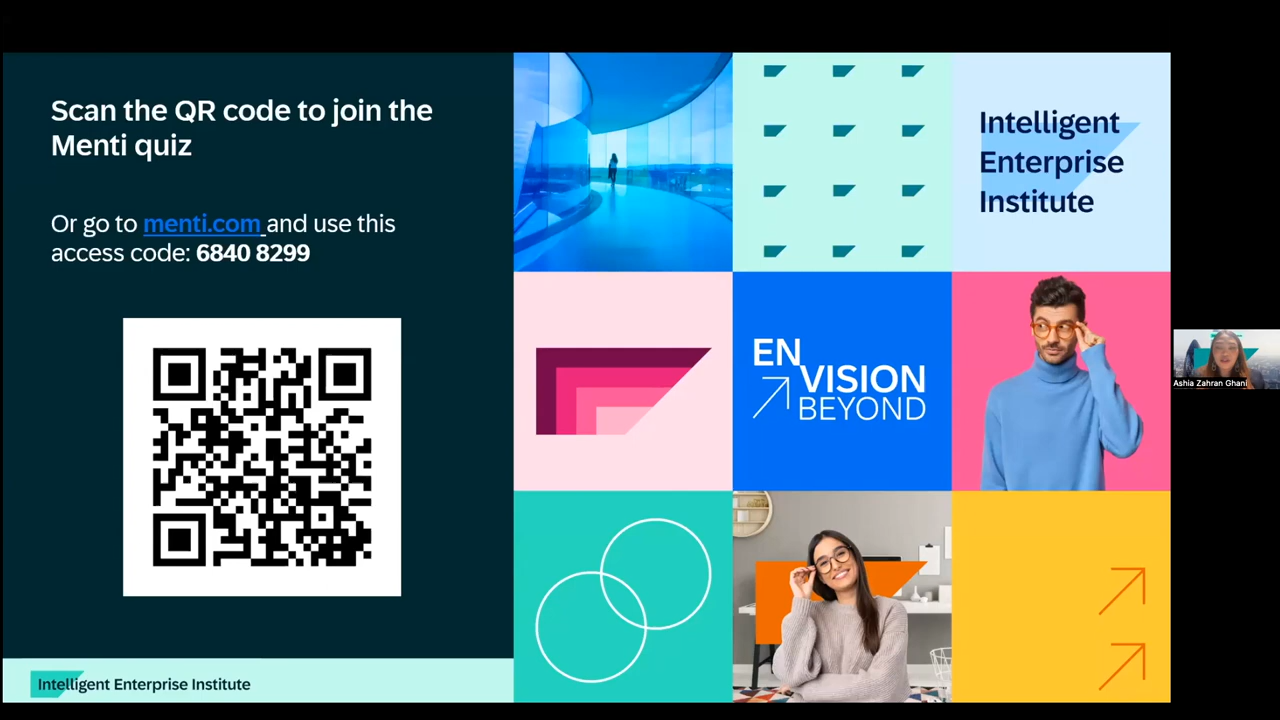 Scan the QR code to join the
Menti quiz
Or go to menti.com and use this
access code: 6840 8299
Intelligent Enterprise Institute
Intelligent
Enterprise
Institute
EN
VISION
BEYOND
Ashia Zahran Ghani